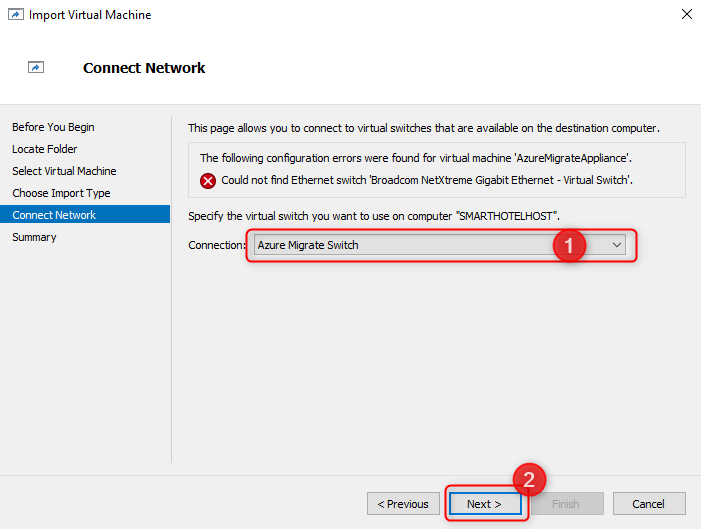 Import Virtual Machine
Connect Network
Before You Begin
Locate Folder
Select Virtual Machine
Choose Import Type
Connect Network
Summary
This page allows you to connect to virtual switches that are available on the destination computer.
The following configuration errors were found for virtual machine 'AzureMigrateAppliance'.
Could not find Ethernet switch 'Broadcom NetXtreme Gigabit Ethernet - Virtual Switch'.
Specify the virtual switch you want to use on computer "SMARTHOTELHOST".
Connection: Azure Migrate Switch 1
2
< Previous Next > Finish Cancel